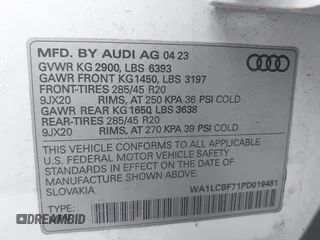 MFD. BY AUDI AG 04 23
GVWR KG 2900, LBS 6393
GAWR FRONT KG1450, LBS 3197
FRONT-TIRES 285/45 R20
9JX20 RIMS, AT 250 KPA 36 PSI COLD
GAWR REAR KG 1650, LBS 3638
REAR-TIRES 285/45 R20
9JX20 RIMS, AT 270 KPA 39 PSI COLD
THIS VEHICLE CONFORMS TO ALL APPLICABLE
U.S. FEDERAL MOTOR VEHICLE SAFETY
STANDARDS IN EFFECT ON THE DATE OF
MANUFACTURE SHOWN ABOVE.
SLOVAKIA WA1LCBF71PD019481
TYPE: M.P.V.
DEALER
HISTORY.